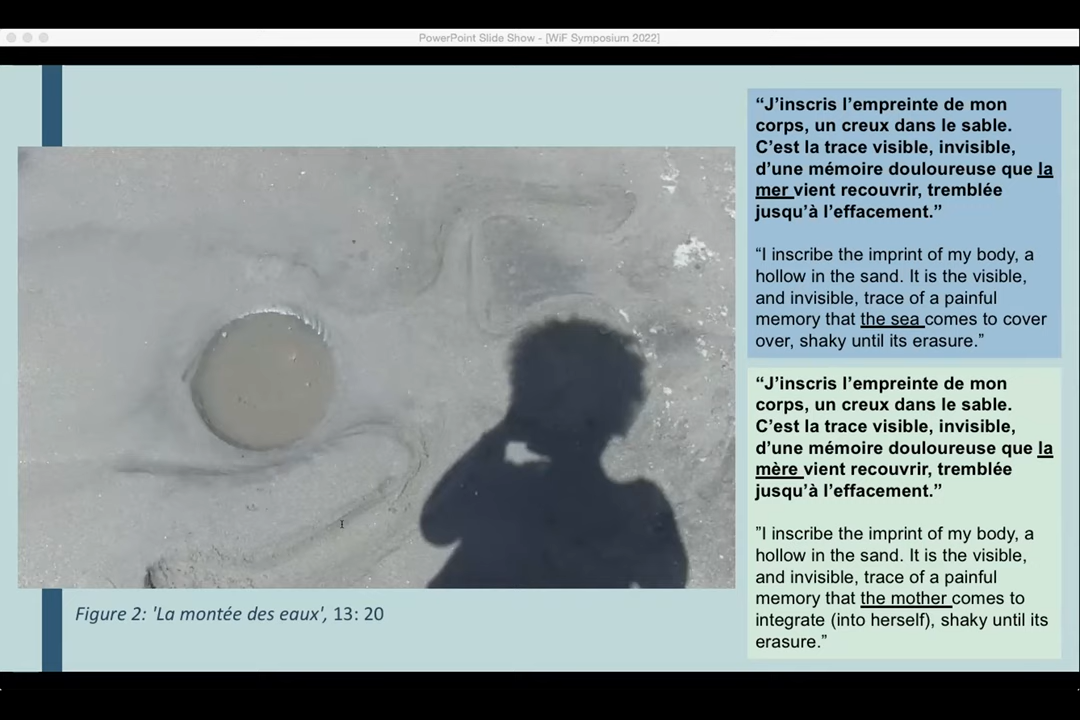 PowerPoint Slide Show - [WiF Symposium 2022]
“J’inscris l’empreinte de mon
corps, un creux dans le sable.
C’est la trace visible, invisible,
d’une mémoire douloureuse que la
mer vient recouvrir, tremblée
jusqu’à l’effacement.”
“I inscribe the imprint of my body, a
hollow in the sand. It is the visible,
and invisible, trace of a painful
memory that the sea comes to cover
over, shaky until its erasure.”
“J’inscris l’empreinte de mon
corps, un creux dans le sable.
C’est la trace visible, invisible,
d’une mémoire douloureuse que la
mère vient recouvrir, tremblée
jusqu’à l’effacement.”
”I inscribe the imprint of my body, a
hollow in the sand. It is the visible,
and invisible, trace of a painful
memory that the mother comes to
integrate (into herself), shaky until its
erasure.”
Figure 2: 'La montée des eaux', 13: 20